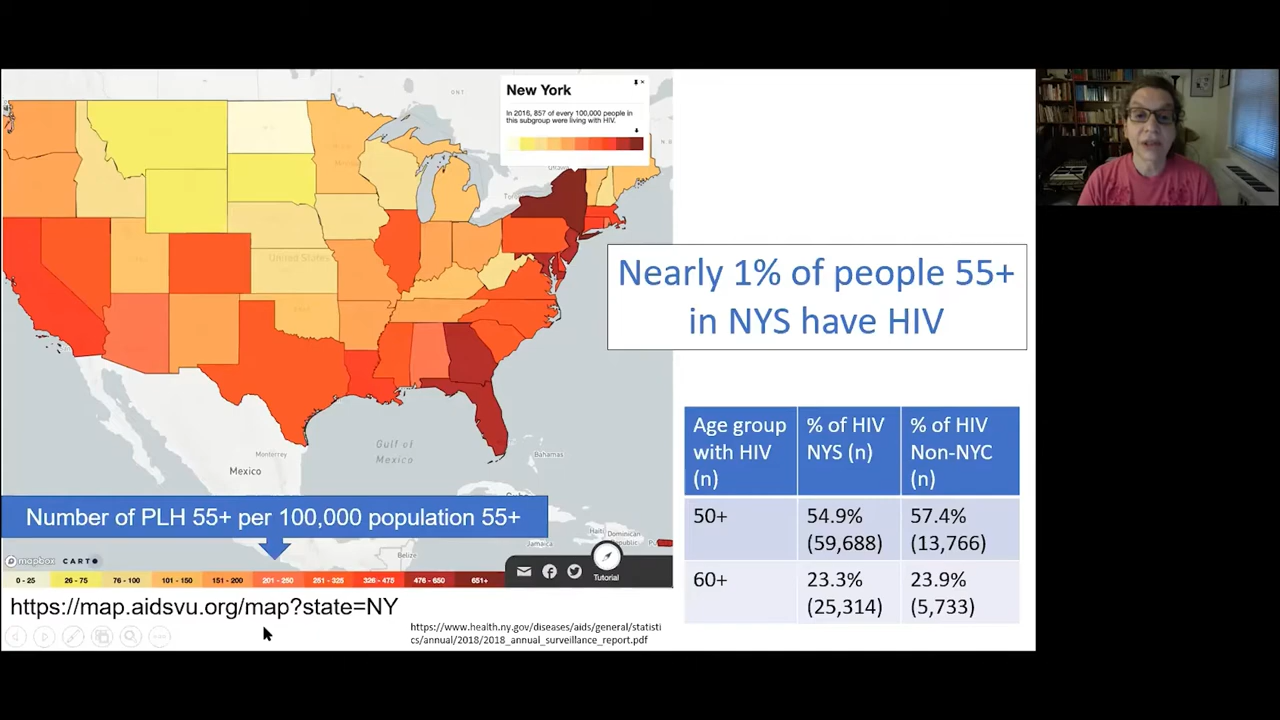 New York
In 2016, 857 of every 100,000 people in
this subgroup were living with HIV.
ONT
United States
Gulf of
Mexico
Monterrey
Mexico
Bahamas
Cuba
Haiti
Dominican
Republic
Jamaica
Belize
Nearly 1% of people 55+
in NYS have HIV
Number of PLH 55+ per 100,000 population 55+
mapbox CARTO
0 - 25 26 - 75 76 - 100 101 - 150 151 - 200 201 - 250 251 - 325 326 - 475 476 - 650 651+
Tutorial
https://map.aidsvu.org/map?state=NY
https://www.health.ny.gov/diseases/aids/general/statisti
cs/annual/2018/2018_annual_surveillance_report.pdf
Age group with HIV (n)
% of HIV NYS (n)
% of HIV Non-NYC (n)
50+
54.9% (59,688)
57.4% (13,766)
60+
23.3% (25,314)
23.9% (5,733)